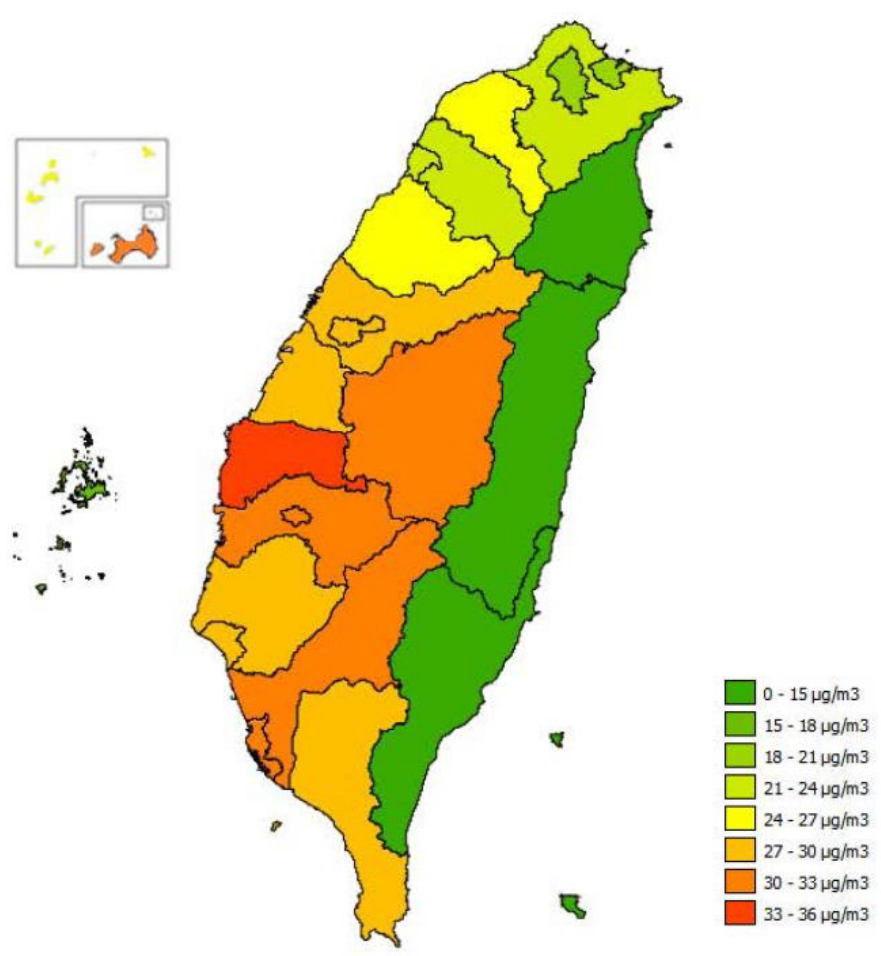 0 - 15 µg/m3
15 - 18 µg/m3
18 - 21 µg/m3
21 - 24 µg/m3
24 - 27 µg/m3
27 - 30 µg/m3
30 - 33 µg/m3
33 - 36 µg/m3